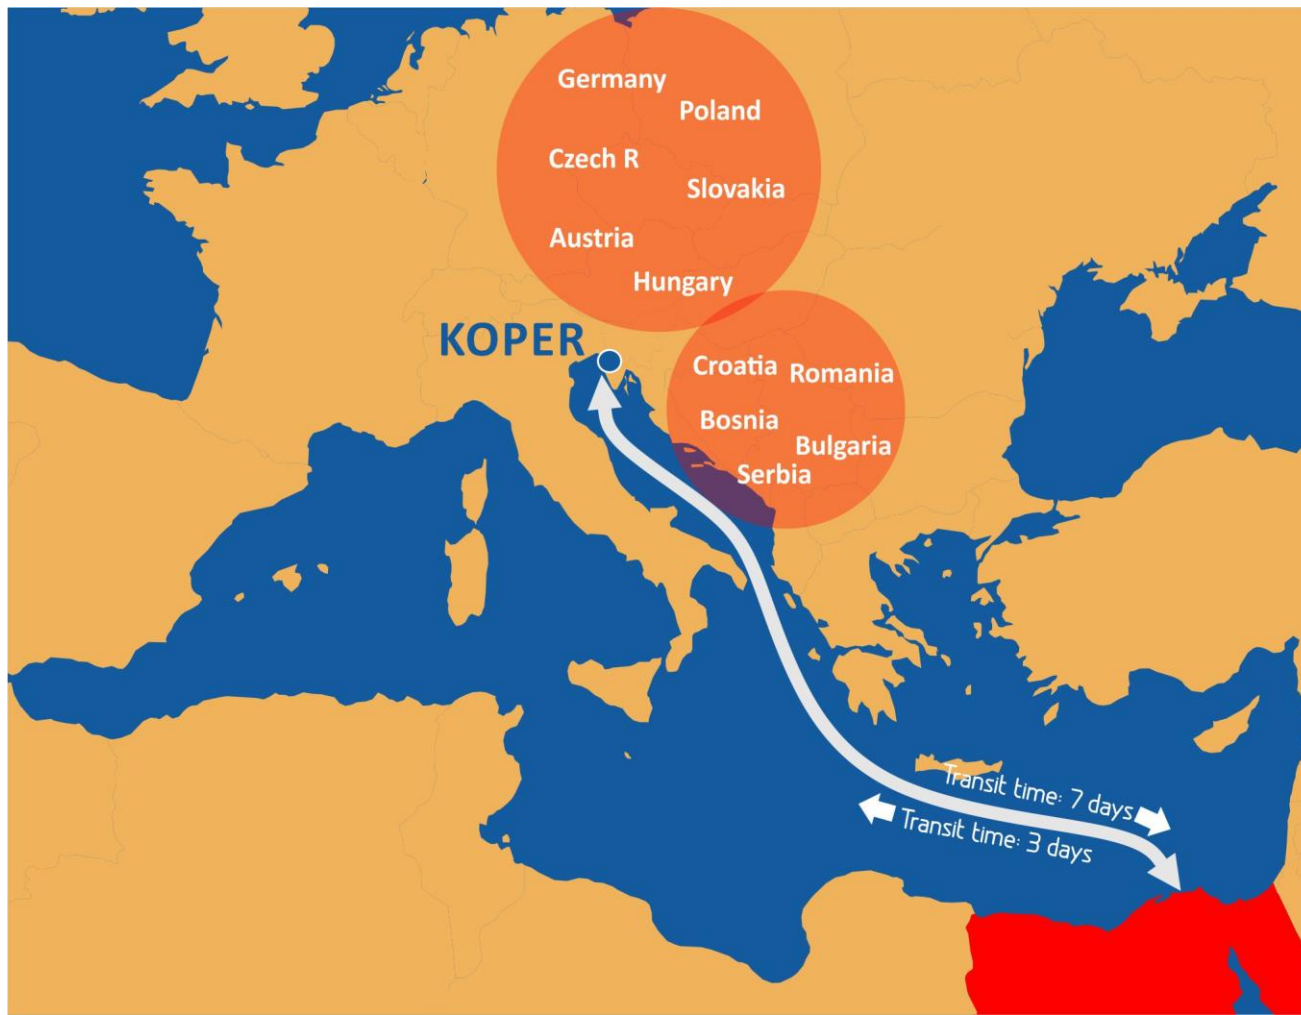 Germany
Poland
Czech R
Slovakia
Austria
Hungary
KOPER
Croatia
Romania
Bosnia
Bulgaria
Serbia
Transit time: 7 days
Transit time: 3 days